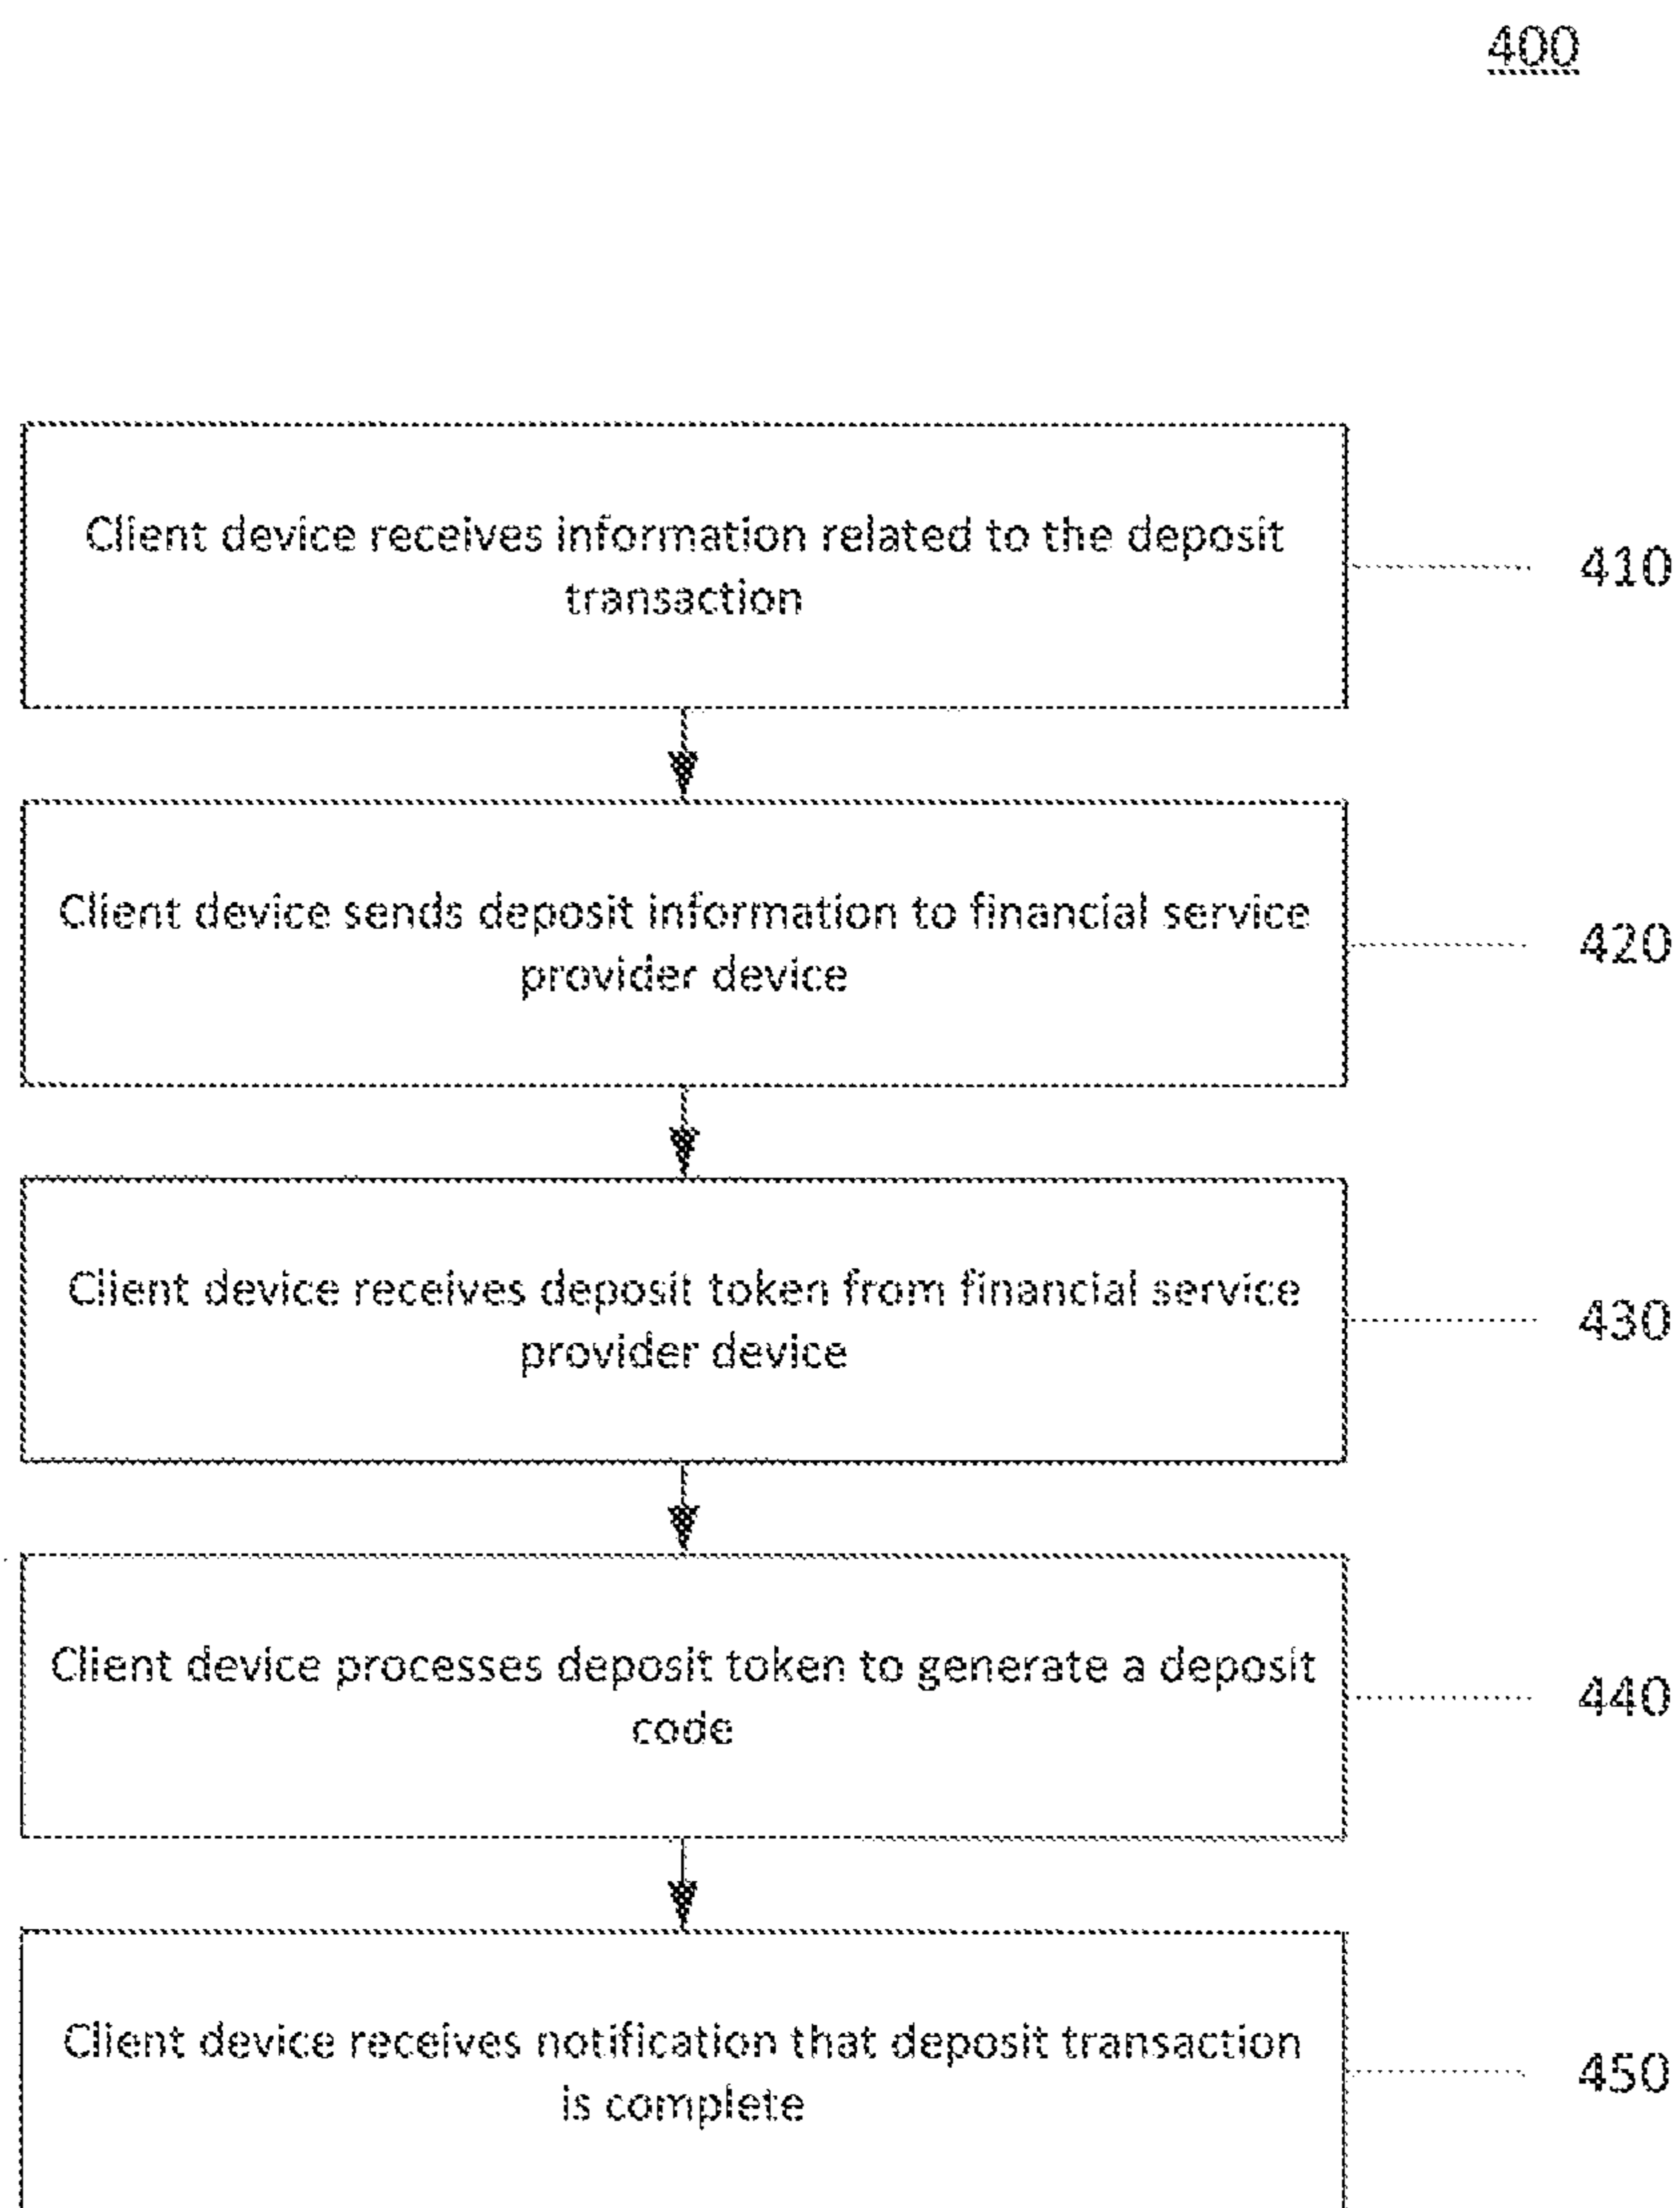 400
Client device receives information related to the deposit
transaction
410
Client device sends deposit information to financial service
provider device
420
Client device receives deposit token from financial service
provider device
430
Client device processes deposit token to generate a deposit
code
440
Client device receives notification that deposit transaction
is complete
450